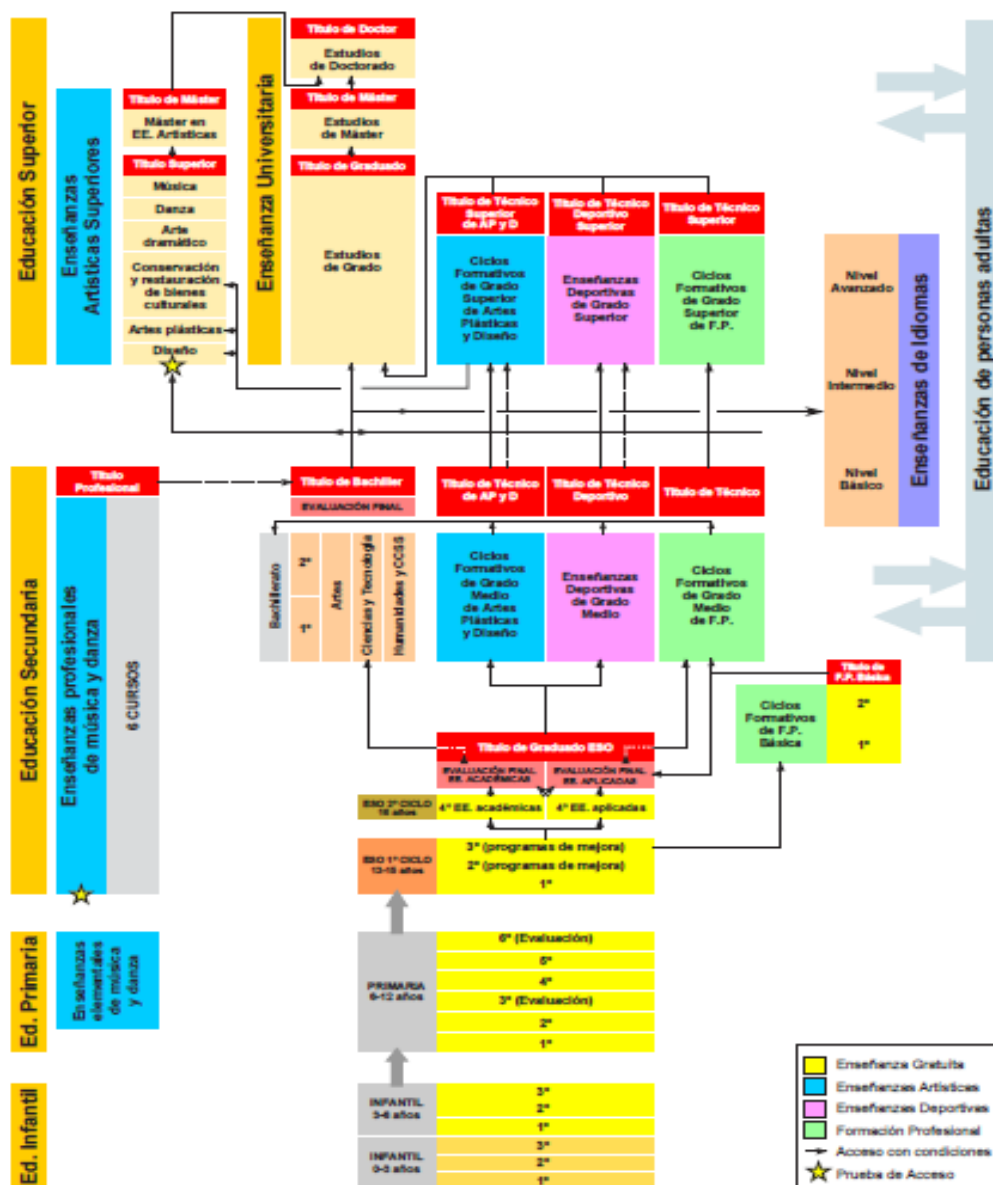 Educación Superior
Enseñanzas
Artísticas Superiores
Título de Máster
Máster en
EE. Artísticas
Título Superior
Música
Danza
Arte
dramático
Conservación
y restauración
de bienes
culturales
Artes plásticas
Diseño
Enseñanza Universitaria
Título de Doctor
Estudios
de Doctorado
Título de Máster
Estudios
de Máster
Título de Graduado
Estudios
de Grado
Título de Técnico
Superior
de AP y D
Ciclos
Formativos
de Grado
Superior
de Artes
Plásticas
y Diseño
Título de Técnico
Deportivo
Superior
Enseñanzas
Deportivas
de Grado
Superior
Título de Técnico
Superior
Ciclos
Formativos
de Grado
Superior
de F.P.
Nivel
Avanzado
Nivel
Intermedio
Nivel
Básico
Enseñanzas de Idiomas
Educación de personas adultas
Educación Secundaria
Título
Profesional
Enseñanzas profesionales
de música y danza
6 CURSOS
Título de Bachiller
EVALUACIÓN FINAL
Bachillerato
2º
1º
Artes
Ciencias y Tecnología
Humanidades y CCSS
Título de Técnico
de AP y D
Ciclos
Formativos
de Grado
Medio
de Artes
Plásticas
y Diseño
Título de Técnico
Deportivo
Enseñanzas
Deportivas
de Grado
Medio
Título de Técnico
Ciclos
Formativos
de Grado
Medio
de F.P.
Título de
F.P. Básica
Ciclos
Formativos
de F.P.
Básica
2º
1º
Título de Graduado ESO
EVALUACIÓN FINAL
EE. ACADÉMICAS
EVALUACIÓN FINAL
EE. APLICADAS
ESO 2º CICLO
16 años
4º EE. académicas
4º EE. aplicadas
ESO 1º CICLO
13-15 años
3º (programas de mejora)
2º (programas de mejora)
1º
Ed. Primaria
Enseñanzas
elementales
de música
y danza
PRIMARIA
6-12 años
6º (Evaluación)
5º
4º
3º (Evaluación)
2º
1º
Ed. Infantil
INFANTIL
3-6 años
3º
2º
1º
INFANTIL
0-3 años
3º
2º
1º
Enseñanza Gratuita
Enseñanzas Artísticas
Enseñanzas Deportivas
Formación Profesional
Acceso con condiciones
Prueba de Acceso